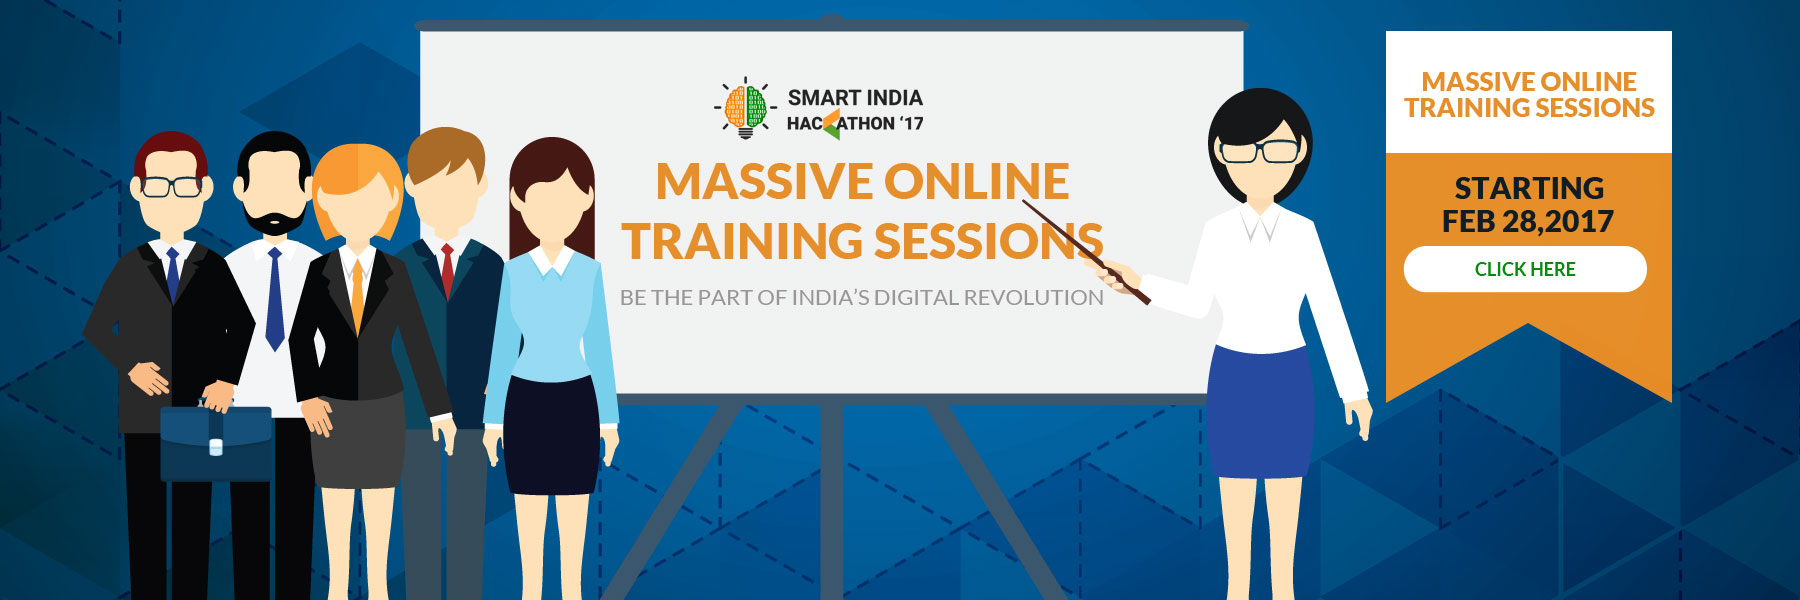 SMART INDIA
HACKATHON ‘17
MASSIVE ONLINE
TRAINING SESSIONS
BE THE PART OF INDIA’S DIGITAL REVOLUTION
MASSIVE ONLINE
TRAINING SESSIONS
STARTING
FEB 28,2017
CLICK HERE